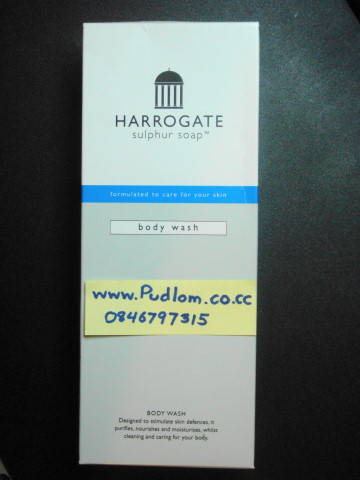 HARROGATE
sulphur soap™
formulated to care for your skin
body wash
www.Pudlom.co.cc
0846797315
BODY WASH
Designed to stimulate skin defences, it
purifies, nourishes and moisturises, whilst
cleaning and caring for your body.